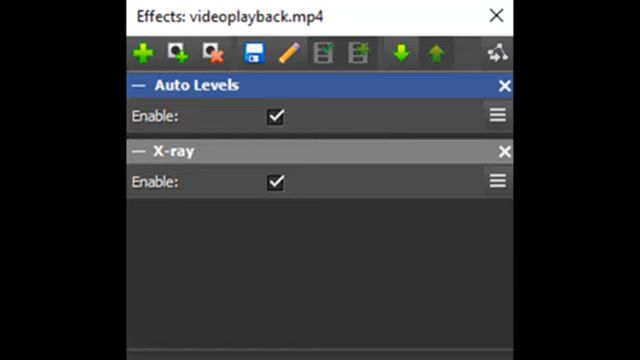 Effects: videoplayback.mp4
Auto Levels
Enable:
X-ray
Enable: